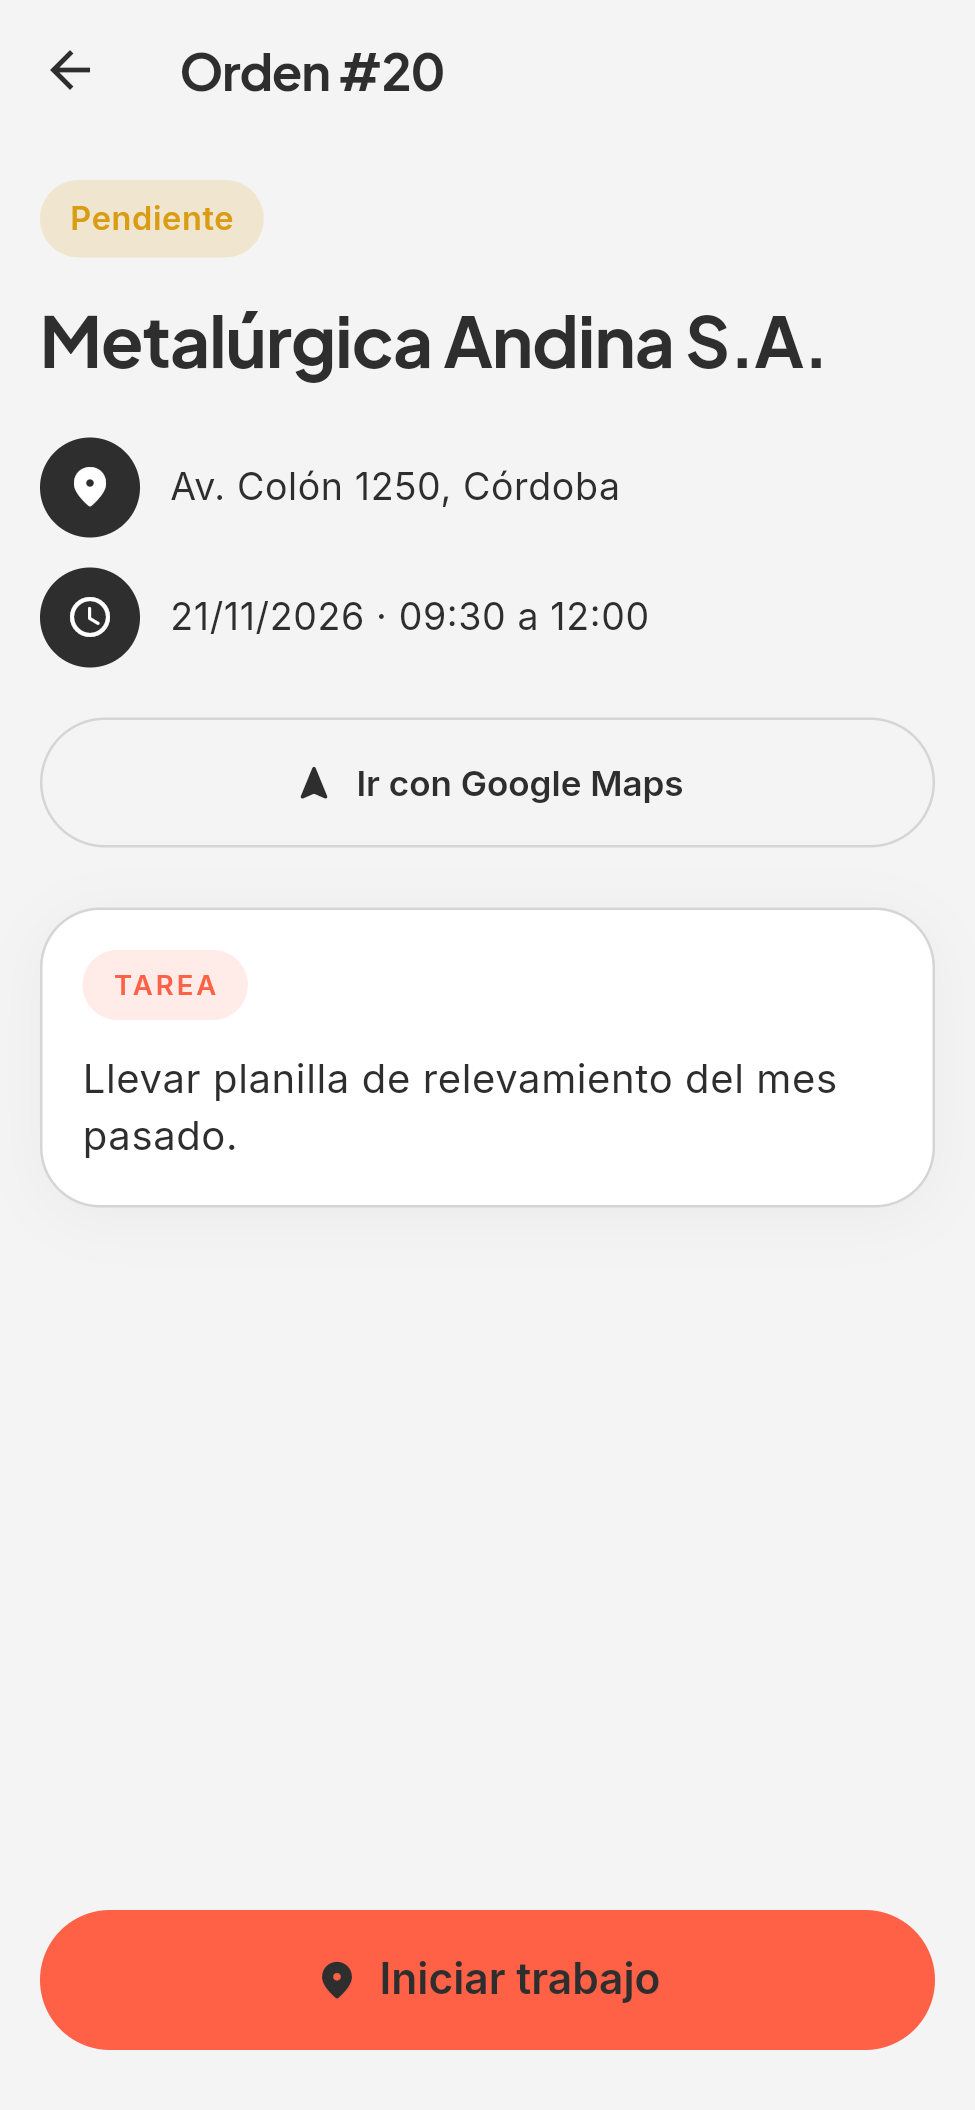 Orden #20
Pendiente
Metalúrgica Andina S.A.
Av. Colón 1250, Córdoba
21/11/2026 · 09:30 a 12:00
Ir con Google Maps
TAREA
Llevar planilla de relevamiento del mes
pasado.
Iniciar trabajo